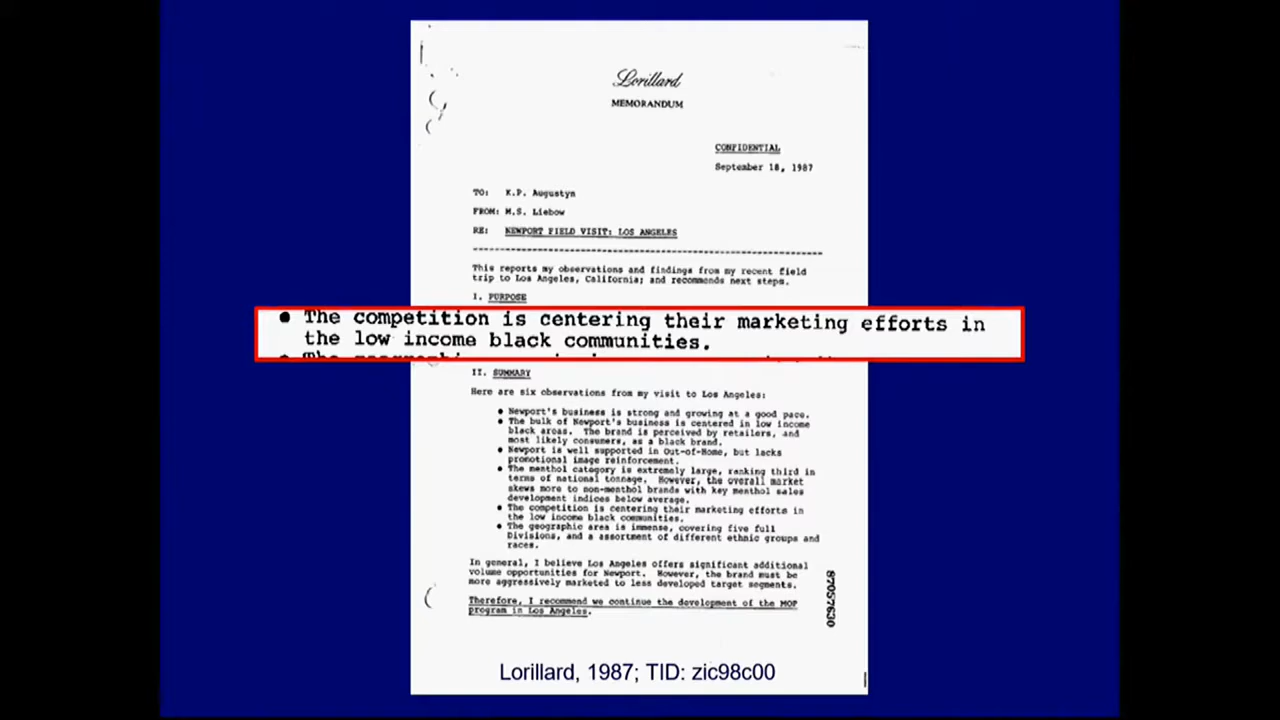 Lorillard
MEMORANDUM
CONFIDENTIAL
September 18, 1987
TO: K.P. Augustyn
FROM: M.S. Liebow
RE: NEWPORT FIELD VISIT: LOS ANGELES
This reports my observations and findings from my recent field
trip to Los Angeles, California; and recommends next steps.
I. PURPOSE
● The competition is centering their marketing efforts in
the low income black communities.
II. SUMMARY
Here are six observations from my visit to Los Angeles:
● Newport's business is strong and growing at a good pace.
● The bulk of Newport's business is centered in low income
black areas. The brand is perceived by retailers, and
most likely consumers, as a black brand.
● Newport is well supported in Out-of-Home, but lacks
promotional image reinforcement.
● The menthol category is extremely large, ranking third in
terms of national tonnage. However, the overall market
skews more to non-menthol brands with key menthol sales
development indices below average.
● The competition is centering their marketing efforts in
the low income black communities.
● The geographic area is immense, covering five full
Divisions, and a assortment of different ethnic groups and
races.
In general, I believe Los Angeles offers significant additional
volume opportunities for Newport. However, the brand must be
more aggressively marketed to less developed target segments.
Therefore, I recommend we continue the development of the MOP
program in Los Angeles.
87057630
Lorillard, 1987; TID: zic98c00